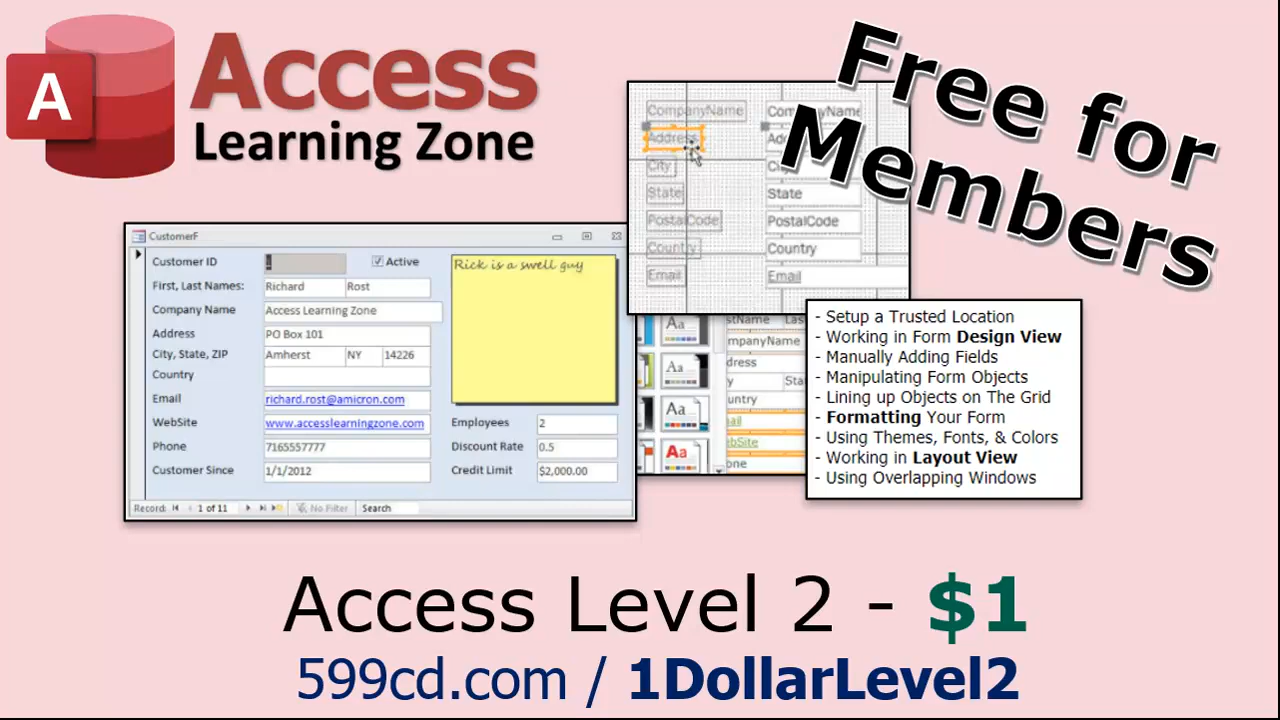 A
Access
Learning Zone
Free for
Members
CompanyName CompanyName
Address
City
State State
PostalCode PostalCode
Country Country
Email Email
CustomerF
Customer ID Active
First, Last Names: Richard Rost
Company Name Access Learning Zone
Address PO Box 101
City, State, ZIP Amherst NY 14226
Country
Email richard.rost@amicron.com
WebSite www.accesslearningzone.com
Phone 7165557777
Customer Since 1/1/2012
Rick is a swell guy
Employees 2
Discount Rate 0.5
Credit Limit $2,000.00
Record: 1 of 11 No Filter Search
Aa
Aa
Aa
Aa
- Setup a Trusted Location
- Working in Form Design View
- Manually Adding Fields
- Manipulating Form Objects
- Lining up Objects on The Grid
- Formatting Your Form
- Using Themes, Fonts, & Colors
- Working in Layout View
- Using Overlapping Windows
Access Level 2 - $1
599cd.com / 1DollarLevel2